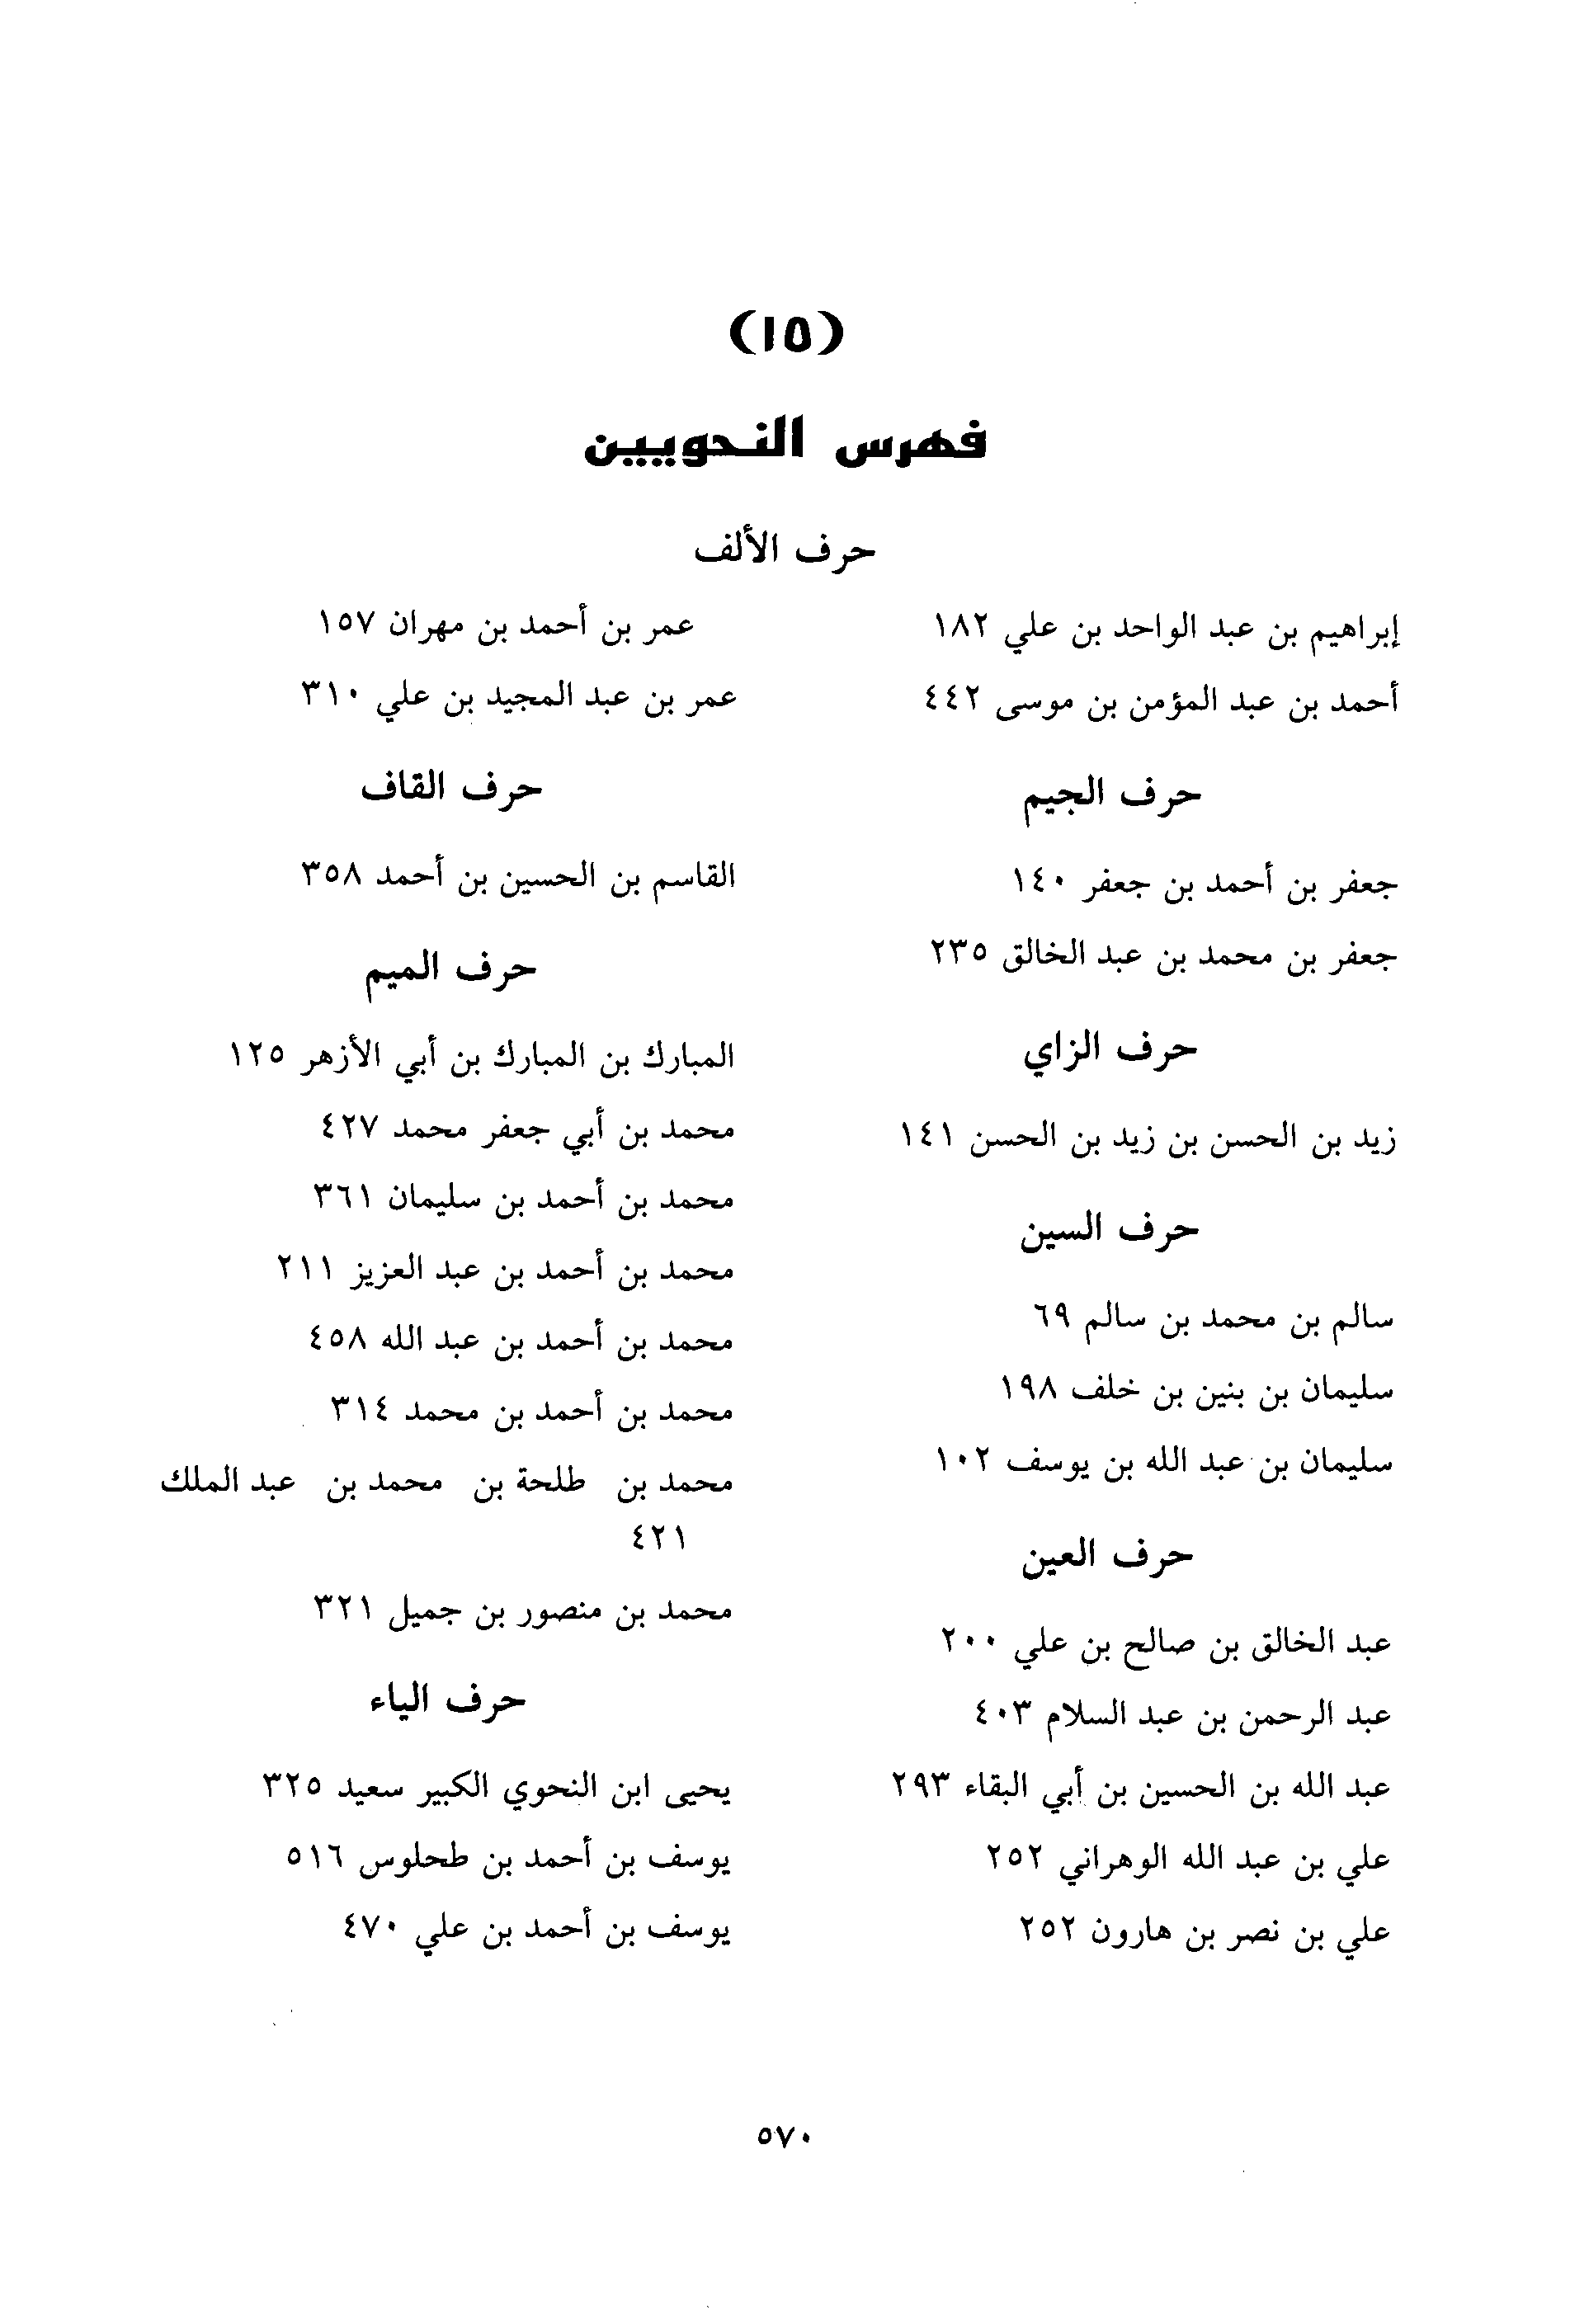 (١٥)
فهرس النحويين
حرف الألف
إبراهيم بن عبد الواحد بن علي ١٨٢
أحمد بن عبد المؤمن بن موسى ٤٤٢
حرف الجيم
جعفر بن أحمد بن جعفر ١٤٠
جعفر بن محمد بن عبد الخالق ٢٣٥
حرف الزاي
زيد بن الحسن بن زيد بن الحسن ١٤١
حرف السين
سالم بن محمد بن سالم ٦٩
سليمان بن بنين بن خلف ١٩٨
سليمان بن عبد الله بن يوسف ١٠٢
حرف العين
عبد الخالق بن صالح بن علي ٢٠٠
عبد الرحمن بن عبد السلام ٤٠٣
عبد الله بن الحسين بن أبي البقاء ٢٩٣
علي بن عبد الله الوهراني ٢٥٢
علي بن نصر بن هارون ٢٥٢
عمر بن أحمد بن مهران ١٥٧
عمر بن عبد المجيد بن علي ٣١٠
حرف القاف
القاسم بن الحسين بن أحمد ٣٥٨
حرف الميم
المبارك بن المبارك بن أبي الأزهر ١٢٥
محمد بن أبي جعفر محمد ٤٢٧
محمد بن أحمد بن سليمان ٣٦١
محمد بن أحمد بن عبد العزيز ٢١١
محمد بن أحمد بن عبد الله ٤٥٨
محمد بن أحمد بن محمد ٣١٤
محمد بن طلحة بن محمد بن عبد الملك
٤٢١
محمد بن منصور بن جميل ٣٢١
حرف الياء
يحيى ابن النحوي الكبير سعيد ٣٢٥
يوسف بن أحمد بن طحلوس ٥١٦
يوسف بن أحمد بن علي ٤٧٠
٥٧٠